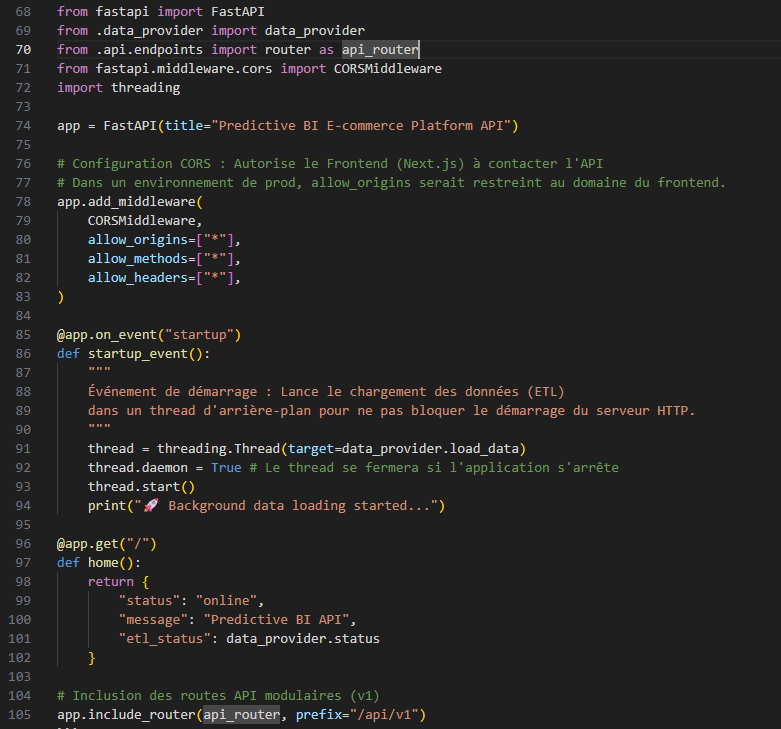 68 from fastapi import FastAPI
69 from .data_provider import data_provider
70 from .api.endpoints import router as api_router
71 from fastapi.middleware.cors import CORSMiddleware
72 import threading
73
74 app = FastAPI(title="Predictive BI E-commerce Platform API")
75
76 # Configuration CORS : Autorise le Frontend (Next.js) à contacter l'API
77 # Dans un environnement de prod, allow_origins serait restreint au domaine du frontend.
78 app.add_middleware(
79     CORSMiddleware,
80     allow_origins=["*"],
81     allow_methods=["*"],
82     allow_headers=["*"],
83 )
84
85 @app.on_event("startup")
86 def startup_event():
87     """
88     Événement de démarrage : Lance le chargement des données (ETL)
89     dans un thread d'arrière-plan pour ne pas bloquer le démarrage du serveur HTTP.
90     """
91     thread = threading.Thread(target=data_provider.load_data)
92     thread.daemon = True # Le thread se fermera si l'application s'arrête
93     thread.start()
94     print("🚀 Background data loading started...")
95
96 @app.get("/")
97 def home():
98     return {
99         "status": "online",
100         "message": "Predictive BI API",
101         "etl_status": data_provider.status
102     }
103
104 # Inclusion des routes API modulaires (v1)
105 app.include_router(api_router, prefix="/api/v1")